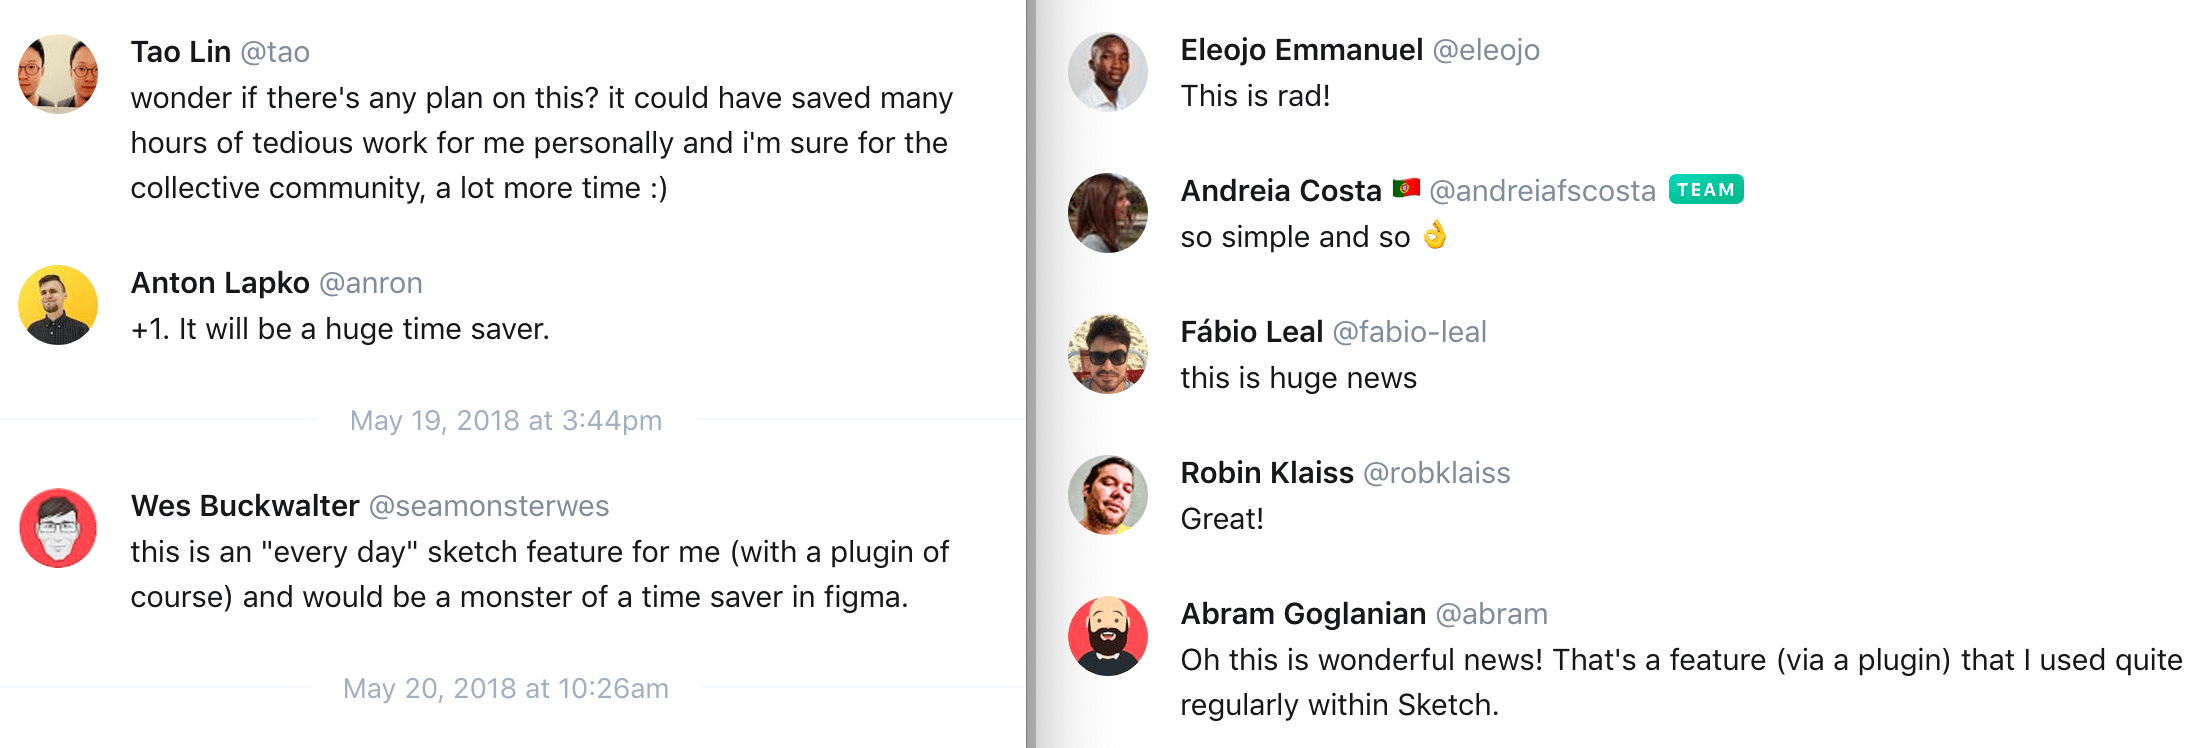 Tao Lin @tao
wonder if there's any plan on this? it could have saved many
hours of tedious work for me personally and i'm sure for the
collective community, a lot more time :)
Anton Lapko @anron
+1. It will be a huge time saver.
May 19, 2018 at 3:44pm
Wes Buckwalter @seamonsterwes
this is an "every day" sketch feature for me (with a plugin of
course) and would be a monster of a time saver in figma.
May 20, 2018 at 10:26am
Eleojo Emmanuel @eleojo
This is rad!
Andreia Costa 🇵🇹 @andreiafscosta TEAM
so simple and so 👌
Fábio Leal @fabio-leal
this is huge news
Robin Klaiss @robklaiss
Great!
Abram Goglanian @abram
Oh this is wonderful news! That's a feature (via a plugin) that I used quite
regularly within Sketch.